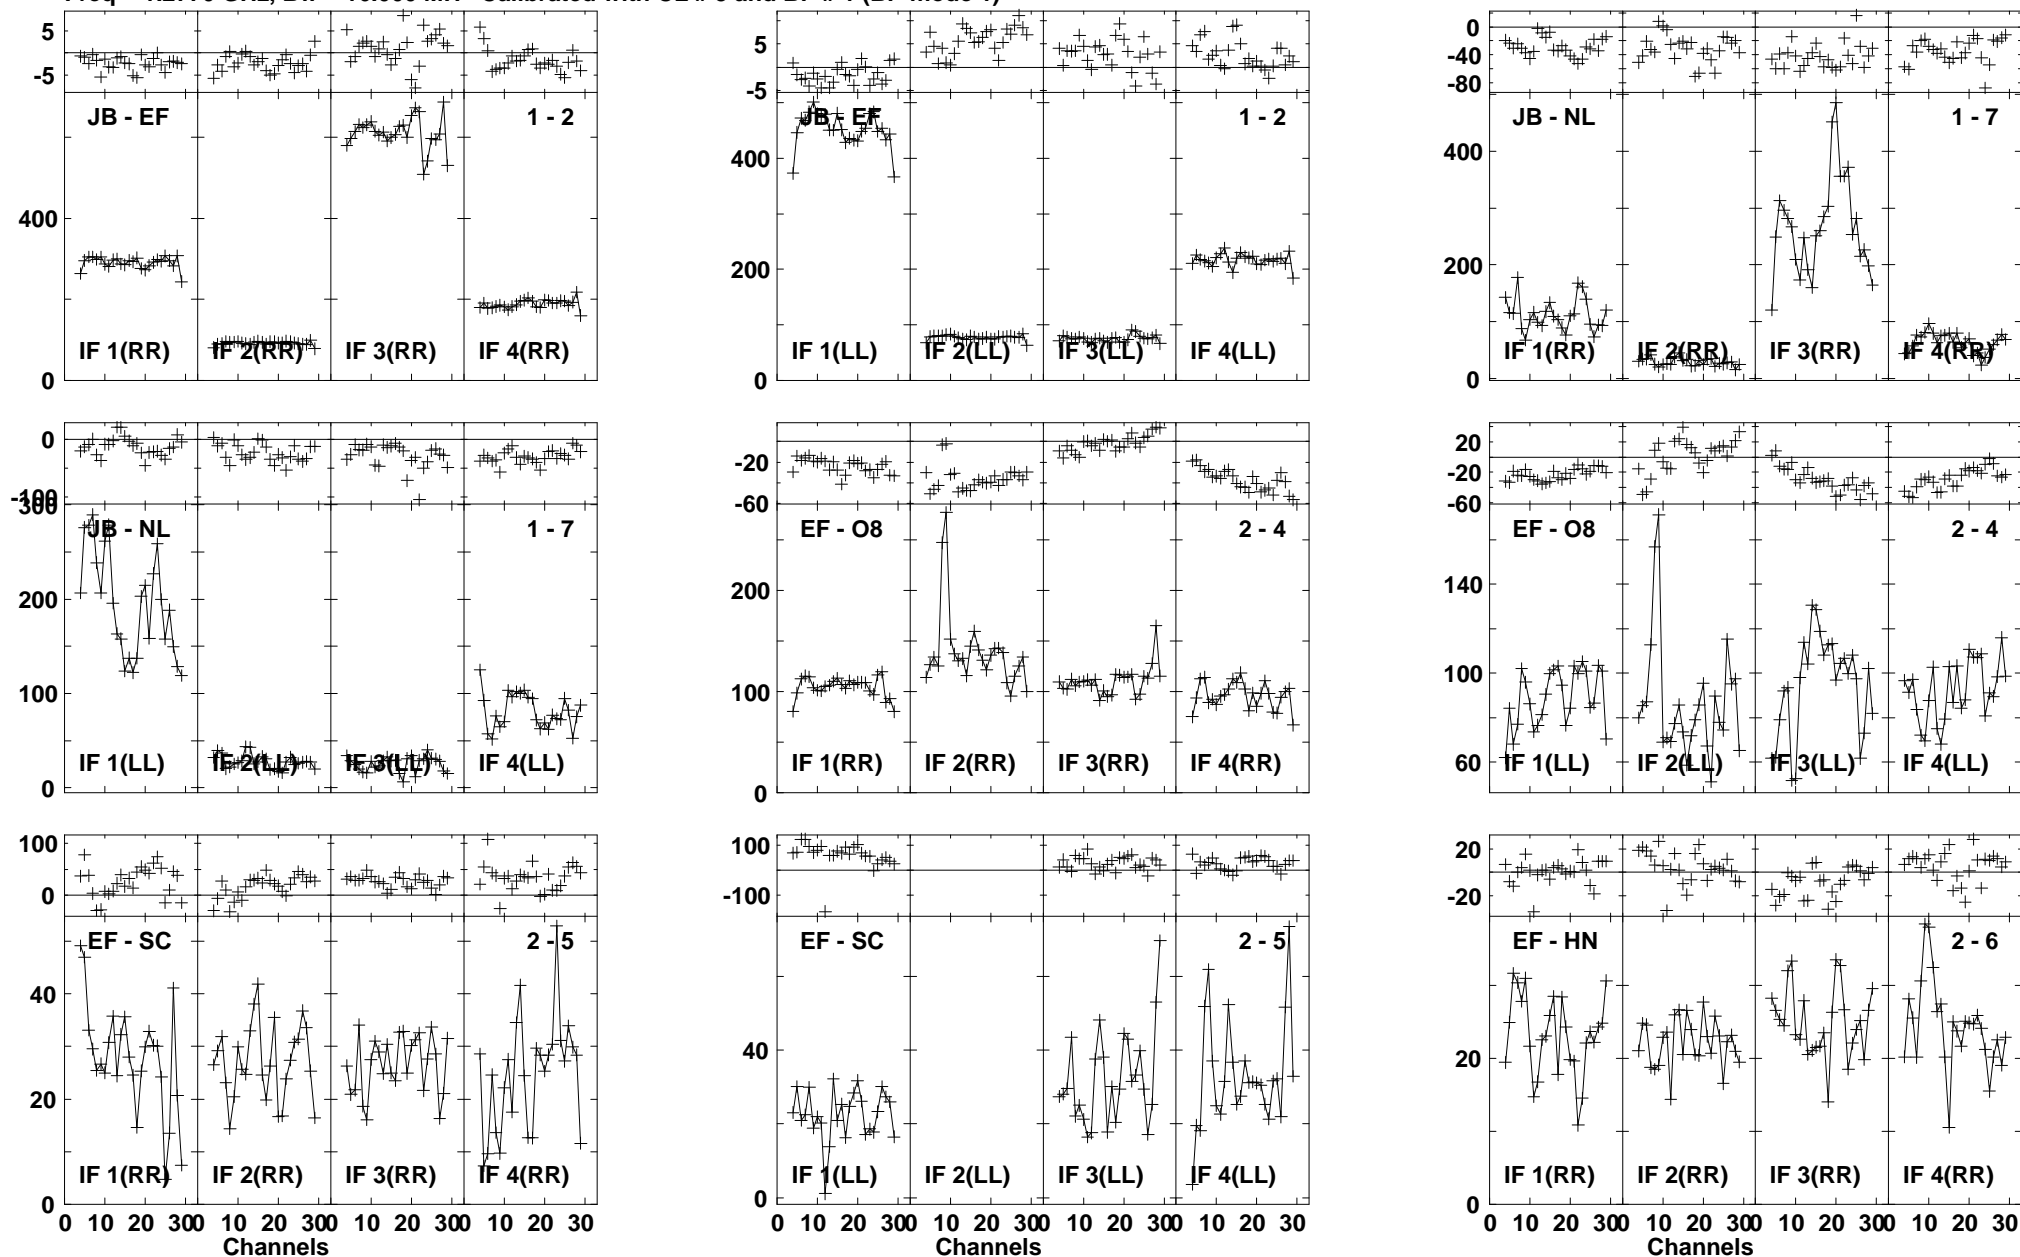 5 5 0
-5 -5 -40
-80
JB - EF 1 - 2 JB - EF 1 - 2 JB - NL 1 - 7
400 400
400 200 200
IF 1(RR) IF 2(RR) IF 3(RR) IF 4(RR) IF 1(LL) IF 2(LL) IF 3(LL) IF 4(LL) IF 1(RR) IF 2(RR) IF 3(RR) IF 4(RR)
0 0 0
0 -20 20
0
-20
-100 -60 -60
300
JB - NL 1 - 7 EF - O8 2 - 4 EF - O8 2 - 4
200 200 140
100 100 100
IF 1(LL) IF 2(LL) IF 3(LL) IF 4(LL) IF 1(RR) IF 2(RR) IF 3(RR) IF 4(RR) IF 1(LL) IF 2(LL) IF 3(LL) IF 4(LL)
60
0 0
100 100 20
0 -100 -20
EF - SC 2 - 5 EF - SC 2 - 5 EF - HN 2 - 6
40 40
20 20
IF 1(RR) IF 2(RR) IF 3(RR) IF 4(RR) IF 1(LL) IF 2(LL) IF 3(LL) IF 4(LL) IF 1(RR) IF 2(RR) IF 3(RR) IF 4(RR)
0 0 0
0 10 20 30 0 10 20 30 0 10 20 30 0 10 20 30 0 10 20 30 0 10 20 30 0 10 20 30 0 10 20 30 0 10 20 30 0 10 20 30 0 10 20 30 0 10 20 30
Channels Channels Channels